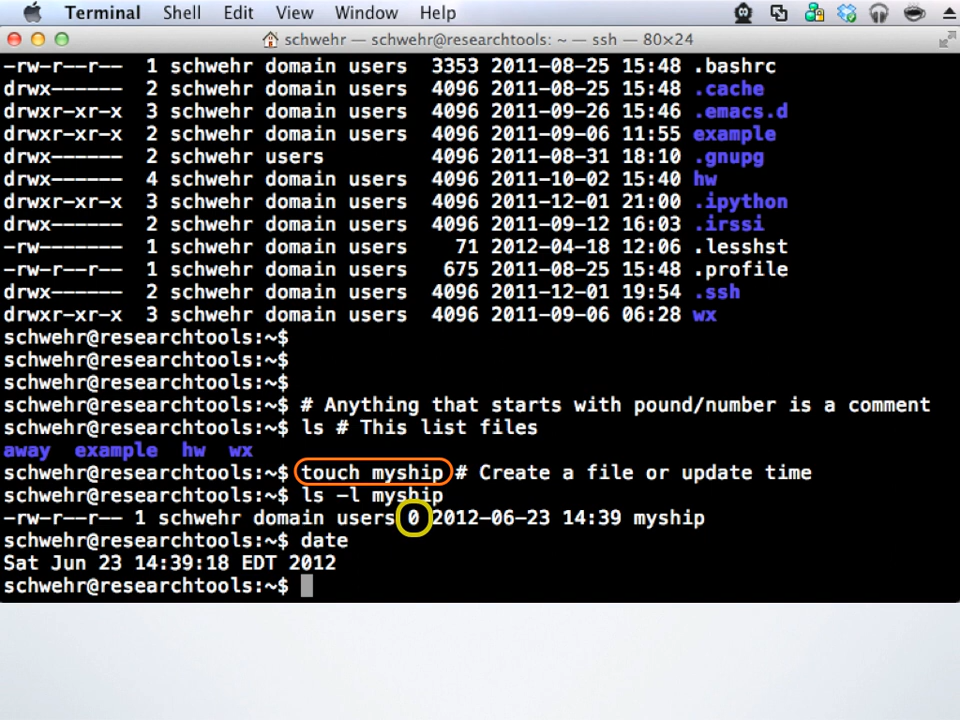 Terminal Shell Edit View Window Help
schwehr — schwehr@researchtools: ~ — ssh — 80×24
-rw-r--r-- 1 schwehr domain users 3353 2011-08-25 15:48 .bashrc
drwx------ 2 schwehr domain users 4096 2011-08-25 15:48 .cache
drwxr-xr-x 3 schwehr domain users 4096 2011-09-26 15:46 .emacs.d
drwxr-xr-x 2 schwehr domain users 4096 2011-09-06 11:55 example
drwx------ 2 schwehr users 4096 2011-08-31 18:10 .gnupg
drwx------ 4 schwehr domain users 4096 2011-10-02 15:40 hw
drwxr-xr-x 3 schwehr domain users 4096 2011-12-01 21:00 .ipython
drwx------ 2 schwehr domain users 4096 2011-09-12 16:03 .irssi
-rw------- 1 schwehr domain users 71 2012-04-18 12:06 .lesshst
-rw-r--r-- 1 schwehr domain users 675 2011-08-25 15:48 .profile
drwx------ 2 schwehr domain users 4096 2011-12-01 19:54 .ssh
drwxr-xr-x 3 schwehr domain users 4096 2011-09-06 06:28 wx
schwehr@researchtools:~$
schwehr@researchtools:~$
schwehr@researchtools:~$
schwehr@researchtools:~$ # Anything that starts with pound/number is a comment
schwehr@researchtools:~$ ls # This list files
away example hw wx
schwehr@researchtools:~$ touch myship # Create a file or update time
schwehr@researchtools:~$ ls -l myship
-rw-r--r-- 1 schwehr domain users 0 2012-06-23 14:39 myship
schwehr@researchtools:~$ date
Sat Jun 23 14:39:18 EDT 2012
schwehr@researchtools:~$